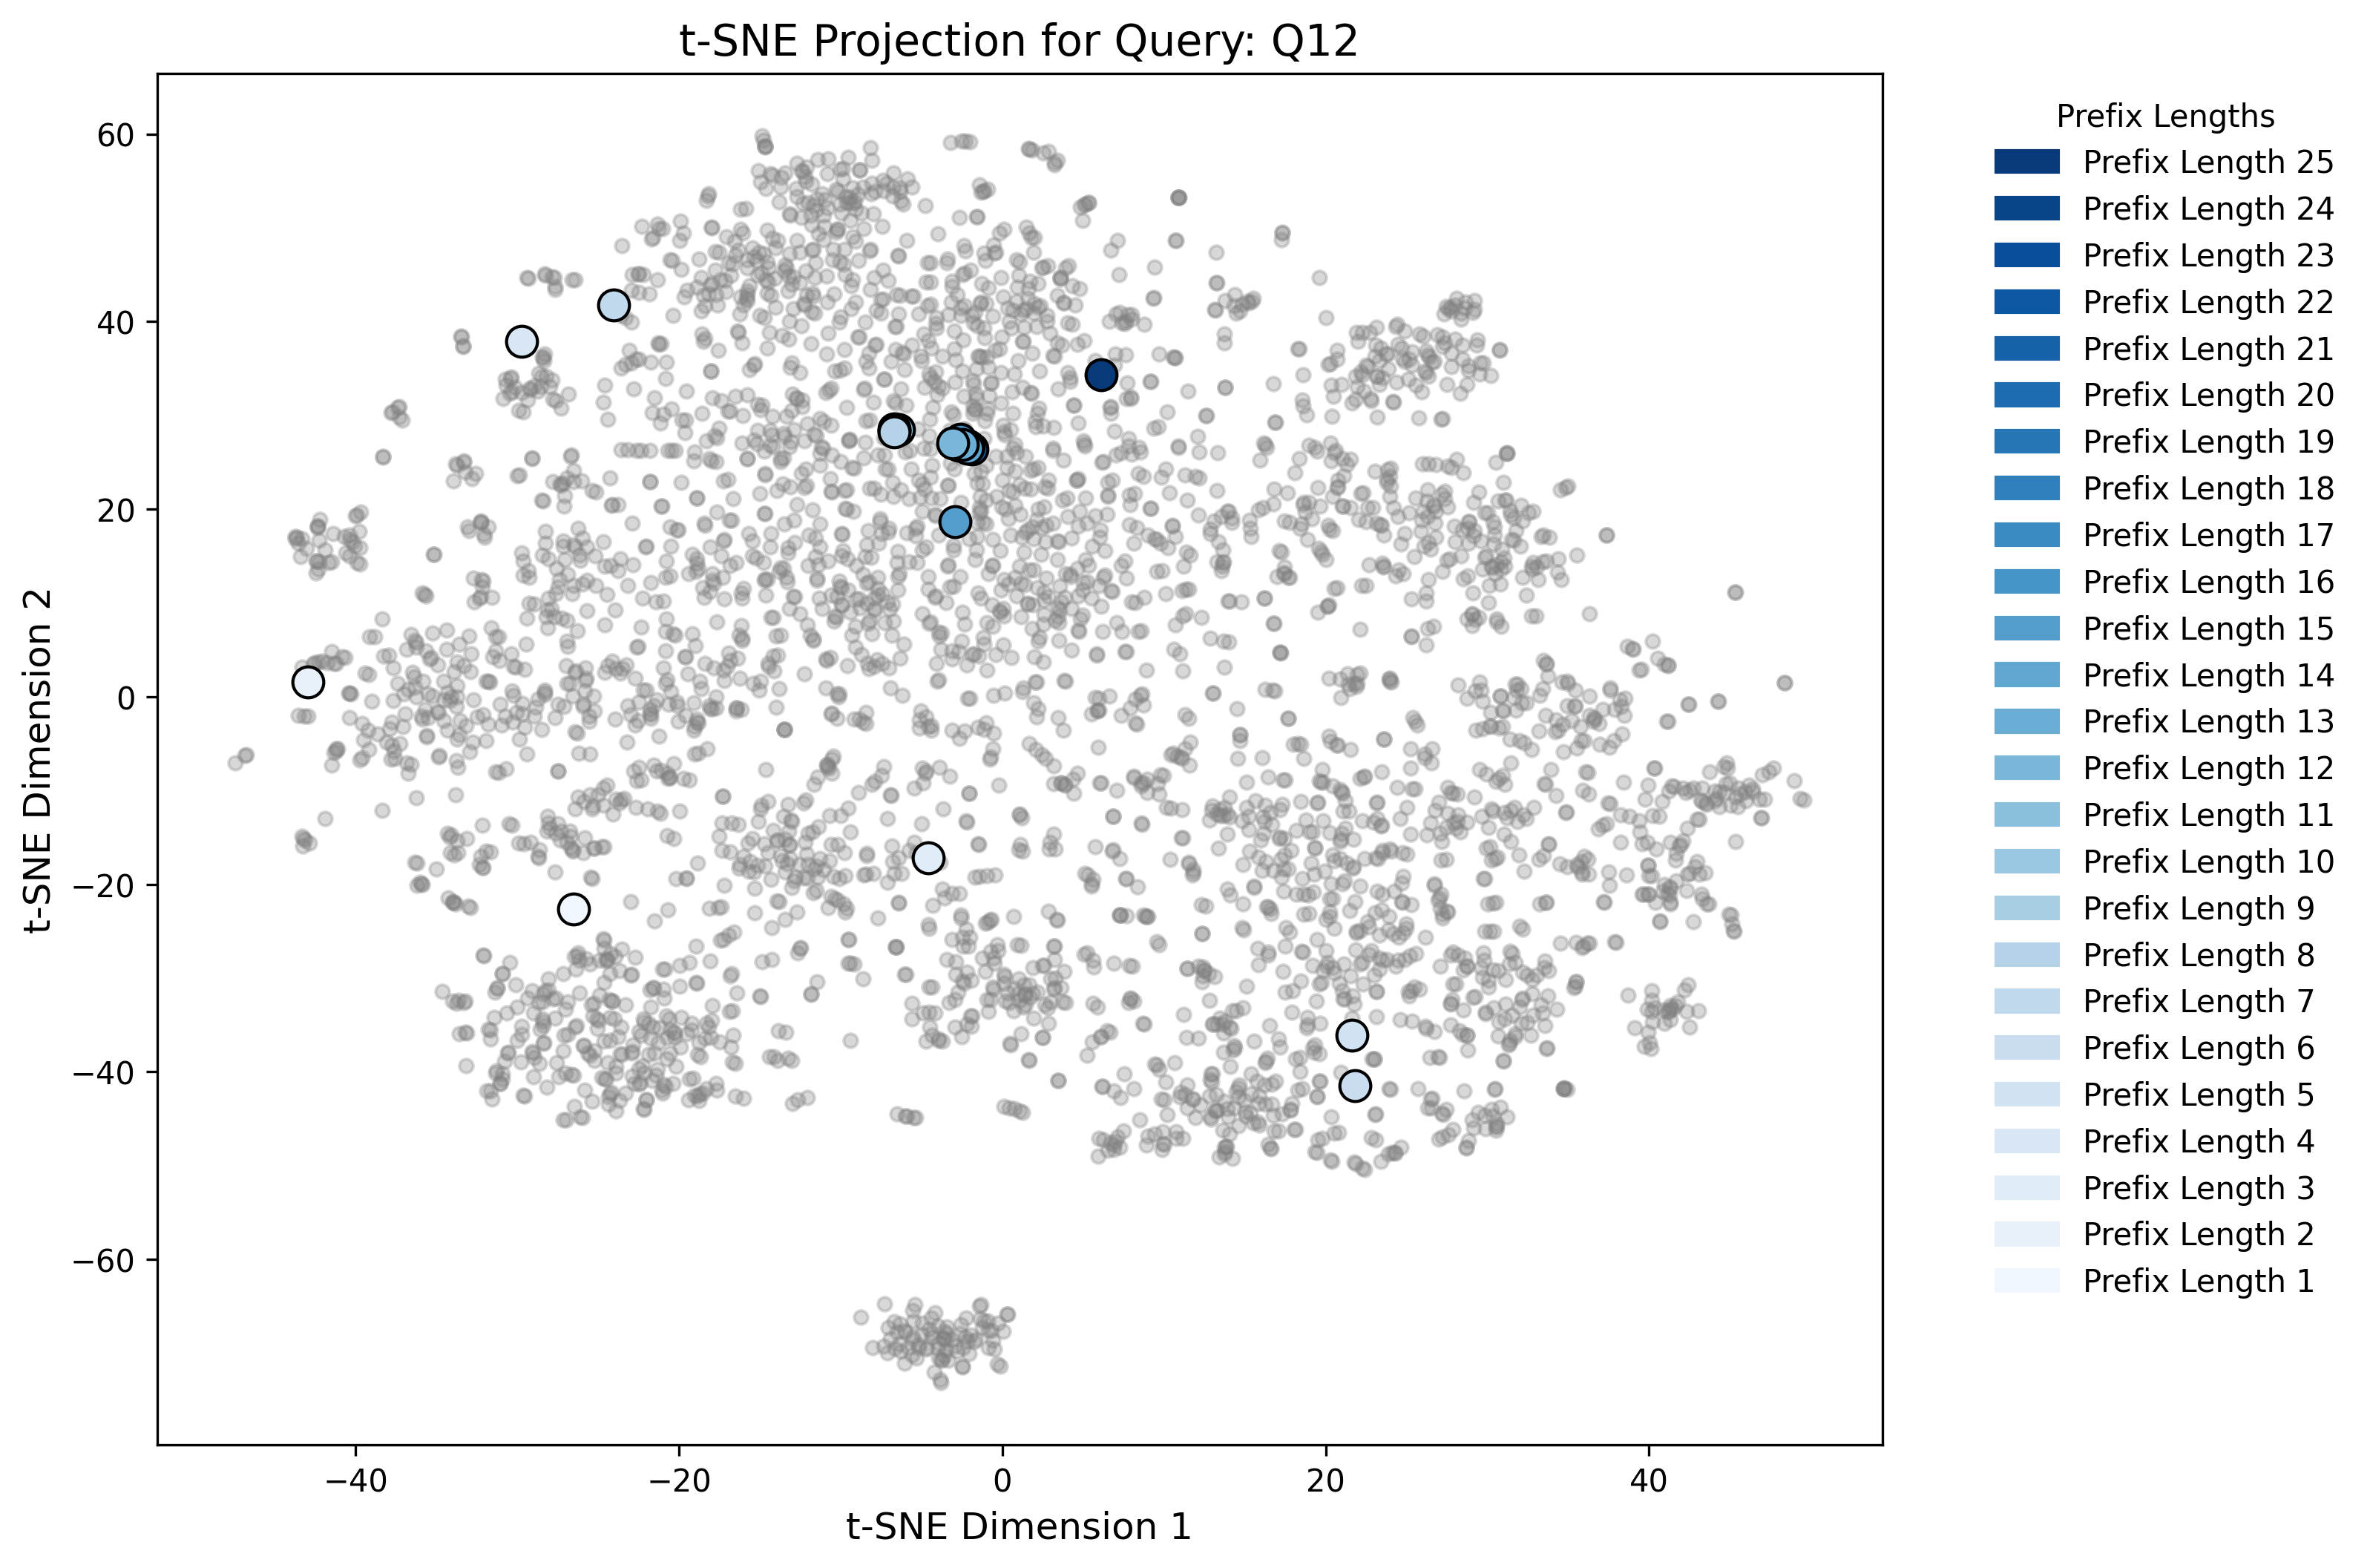 t-SNE Projection for Query: Q12
t-SNE Dimension 2
60
40
20
0
−20
−40
−60
−40
−20
0
20
40
t-SNE Dimension 1
Prefix Lengths
Prefix Length 25
Prefix Length 24
Prefix Length 23
Prefix Length 22
Prefix Length 21
Prefix Length 20
Prefix Length 19
Prefix Length 18
Prefix Length 17
Prefix Length 16
Prefix Length 15
Prefix Length 14
Prefix Length 13
Prefix Length 12
Prefix Length 11
Prefix Length 10
Prefix Length 9
Prefix Length 8
Prefix Length 7
Prefix Length 6
Prefix Length 5
Prefix Length 4
Prefix Length 3
Prefix Length 2
Prefix Length 1